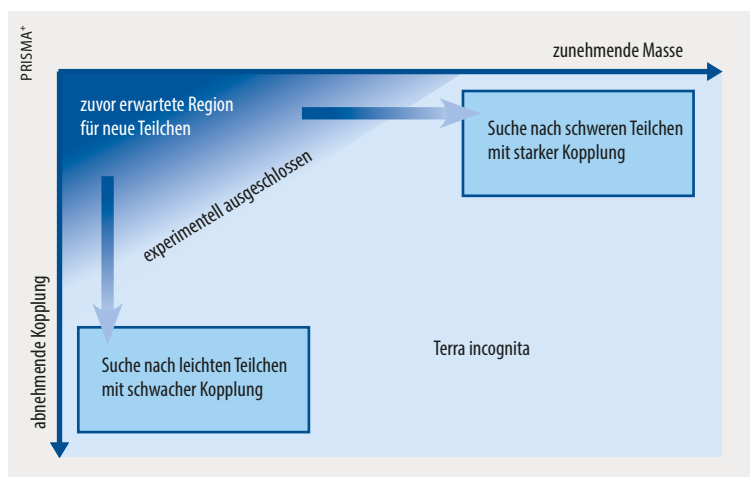 PRISMA⁺
zunehmende Masse
zuvor erwartete Region
für neue Teilchen
Suche nach schweren Teilchen
mit starker Kopplung
experimentell ausgeschlossen
abnehmende Kopplung
Terra incognita
Suche nach leichten Teilchen
mit schwacher Kopplung